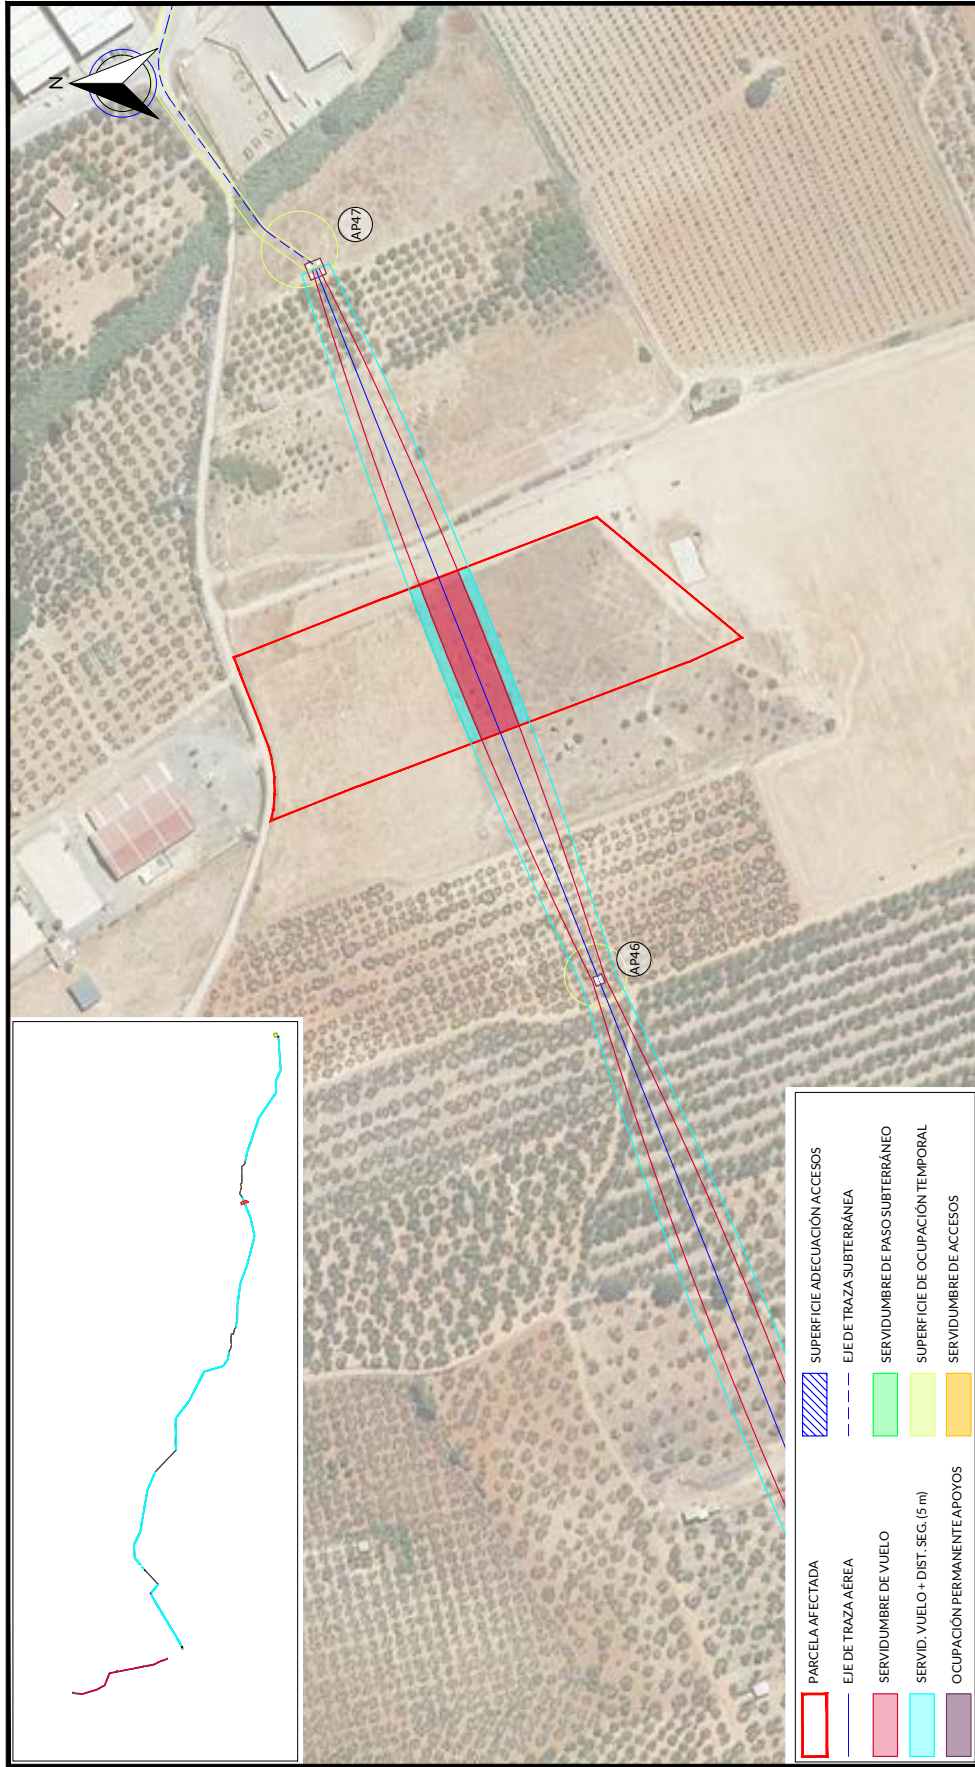 N
AP47
AP46
PARCELA AFECTADA
EJE DE TRAZA AÉREA
SERVIDUMBRE DE VUELO
SERVID. VUELO + DIST. SEG. (5 m)
OCUPACIÓN PERMANENTE APOYOS
SUPERFICIE ADECUACIÓN ACCESOS
EJE DE TRAZA SUBTERRÁNEA
SERVIDUMBRE DE PASO SUBTERRÁNEO
SUPERFICIE DE OCUPACIÓN TEMPORAL
SERVIDUMBRE DE ACCESOS